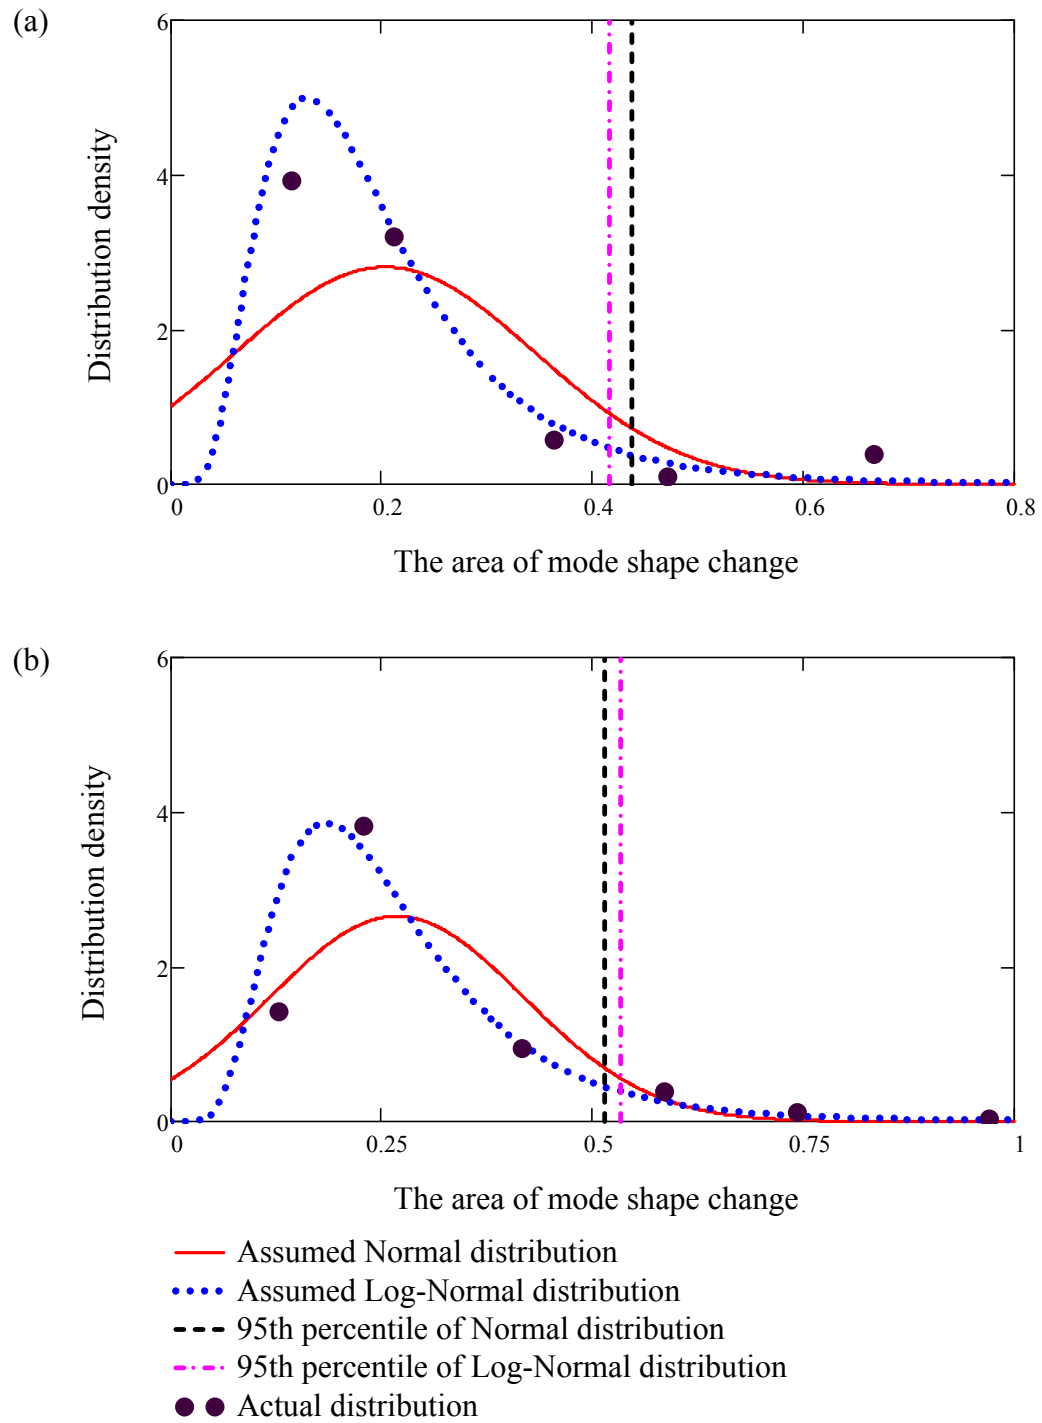 (a)
6
4
2
0
Distribution density
0 0.2 0.4 0.6 0.8
The area of mode shape change
(b)
6
4
2
0
Distribution density
0 0.25 0.5 0.75 1
The area of mode shape change
Assumed Normal distribution
Assumed Log-Normal distribution
95th percentile of Normal distribution
95th percentile of Log-Normal distribution
Actual distribution